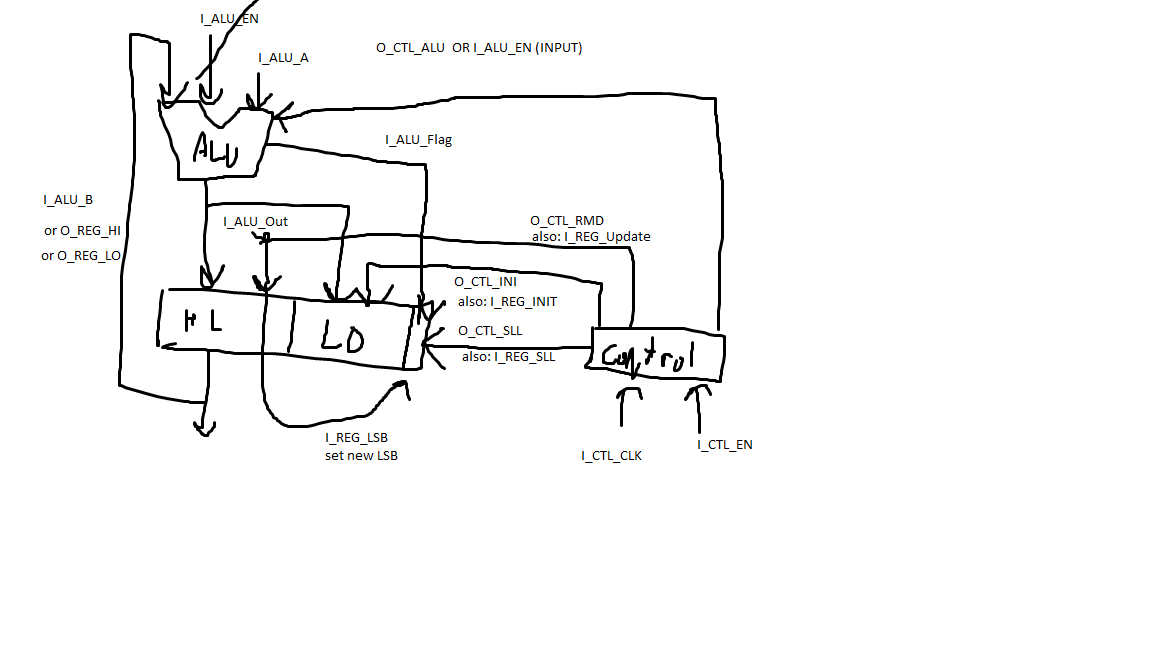 I_ALU_EN
O_CTL_ALU OR I_ALU_EN (INPUT)
I_ALU_A
I_ALU_Flag
ALU
I_ALU_B
or O_REG_HI
or O_REG_LO
I_ALU_Out
O_CTL_RMD
also: I_REG_Update
O_CTL_INI
also: I_REG_INIT
O_CTL_SLL
also: I_REG_SLL
HL
LO
Control
I_REG_LSB
set new LSB
I_CTL_CLK
I_CTL_EN